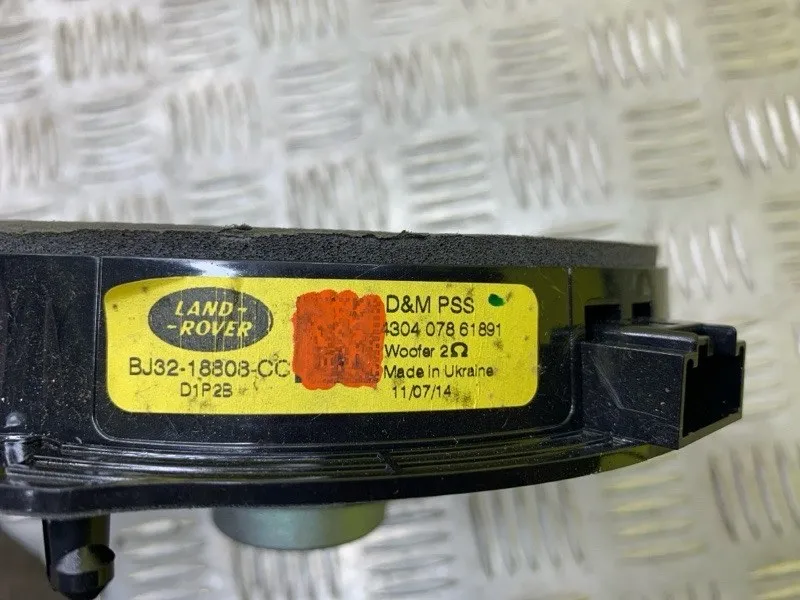 LAND-
-ROVER
BJ32-18808-CC
D1P2B
D&M PSS
4304 078 61891
Woofer 2Ω
Made in Ukraine
11/07/14